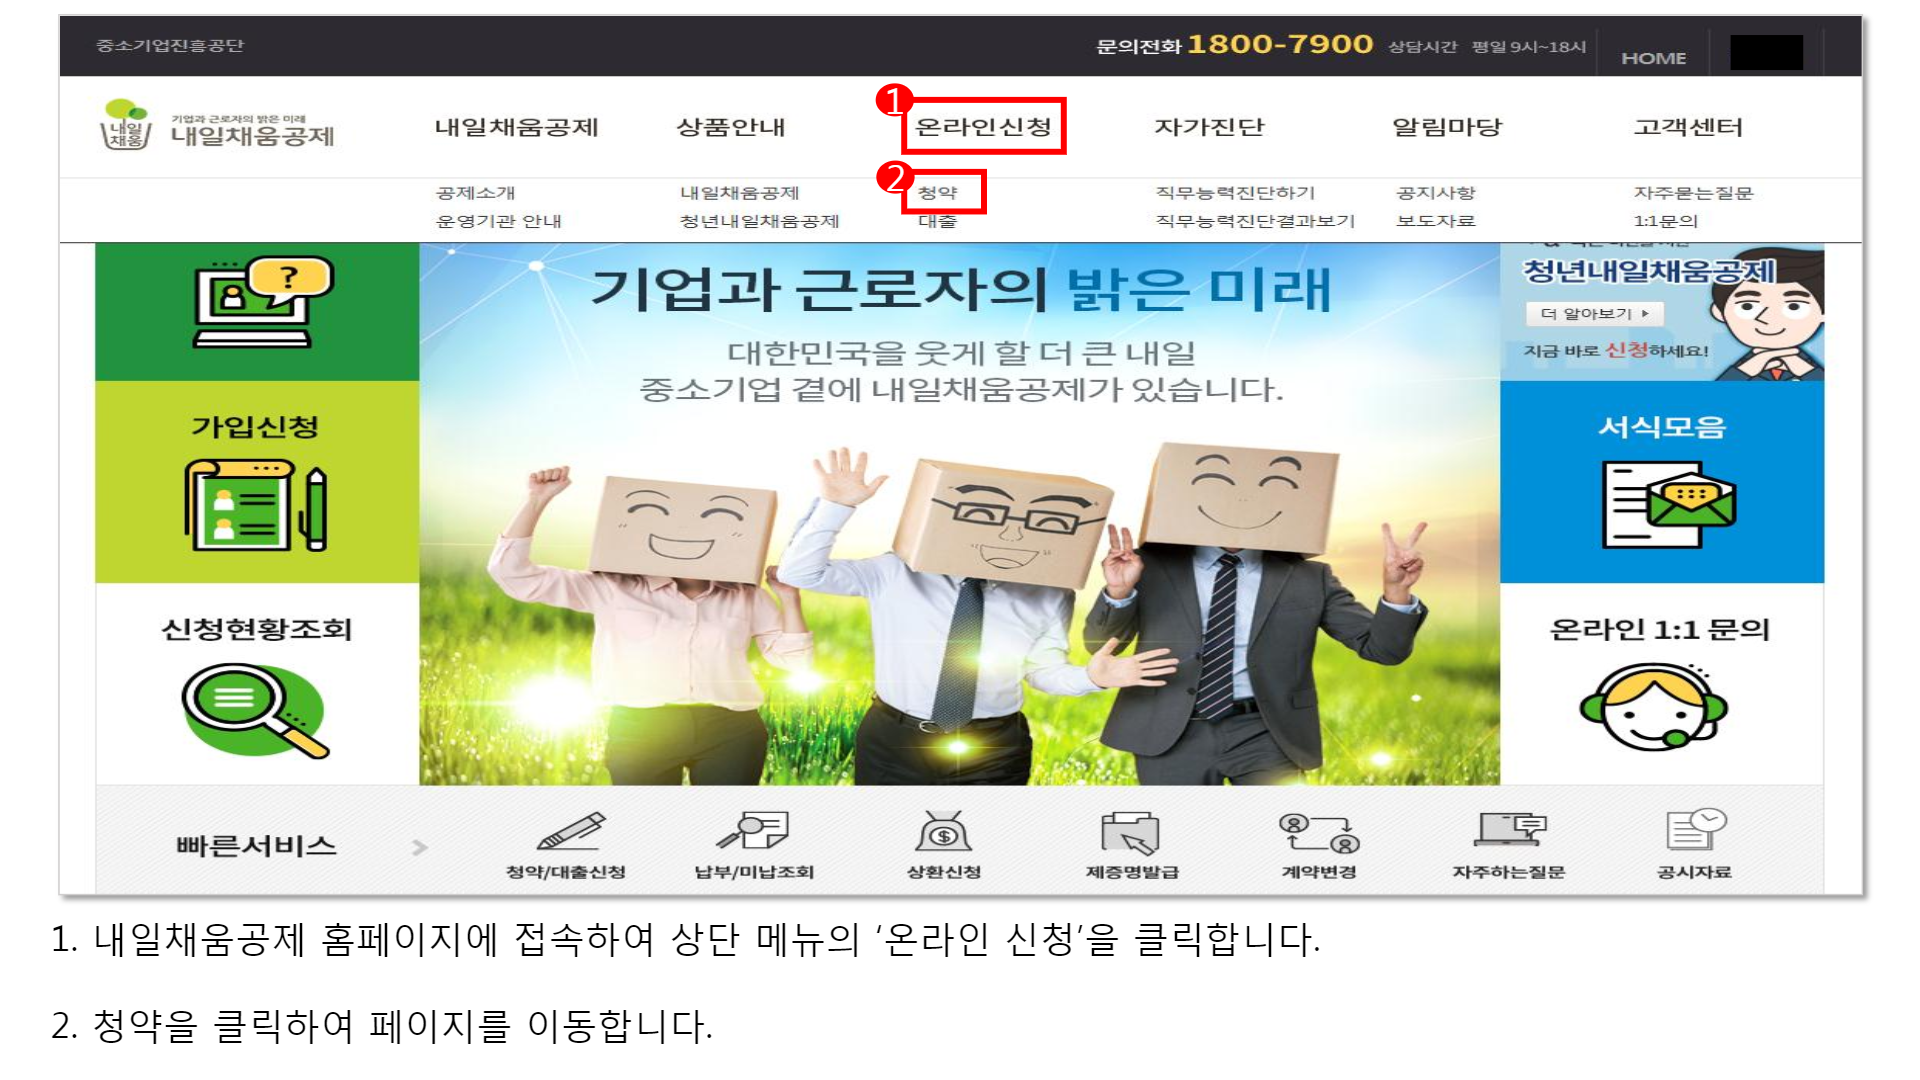 중소기업진흥공단
문의전화 1800-7900 상담시간 평일 9시~18시
HOME
내일채움
기업과 근로자의 밝은 미래
내일채움공제
내일채움공제 상품안내 온라인신청 자가진단 알림마당 고객센터
1
2
공제소개 내일채움공제 청약 직무능력진단하기 공지사항 자주묻는질문
운영기관 안내 청년내일채움공제 대출 직무능력진단결과보기 보도자료 1:1문의
?
기업과 근로자의 밝은 미래
대한민국을 웃게 할 더 큰 내일
중소기업 곁에 내일채움공제가 있습니다.
청년내일채움공제
더 알아보기
지금 바로 신청하세요!
가입신청
서식모음
신청현황조회
온라인 1:1 문의
빠른서비스
청약/대출신청 납부/미납조회 상환신청 제증명발급 계약변경 자주하는질문 공시자료
1. 내일채움공제 홈페이지에 접속하여 상단 메뉴의 ‘온라인 신청’을 클릭합니다.
2. 청약을 클릭하여 페이지를 이동합니다.